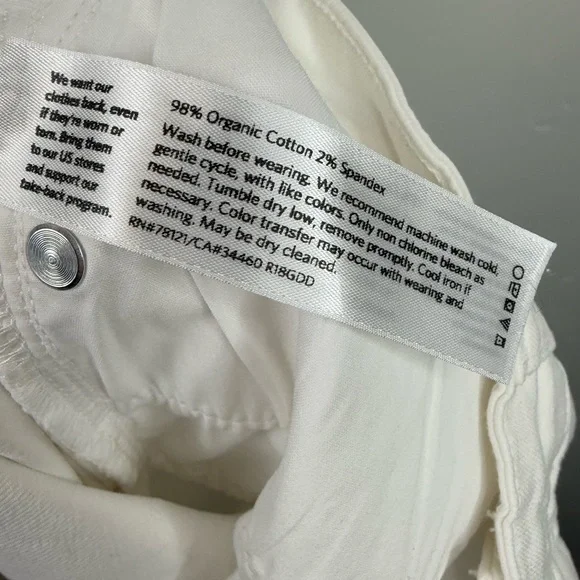 We want our
clothes back, even
if they're worn or
torn. Bring them
to our US stores
and support our
take-back program.
98% Organic Cotton 2% Spandex
Wash before wearing. We recommend machine wash cold,
gentle cycle, with like colors. Only non chlorine bleach as
needed. Tumble dry low, remove promptly. Cool iron if
necessary. Color transfer may occur with wearing and
washing. May be dry cleaned.
RN#78121/CA#34460 R18GDD